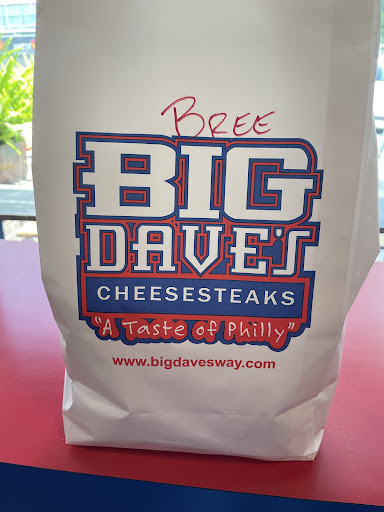 BREE
BIG
DAVE'S
CHEESESTEAKS
"A Taste of Philly"
www.bigdavesway.com